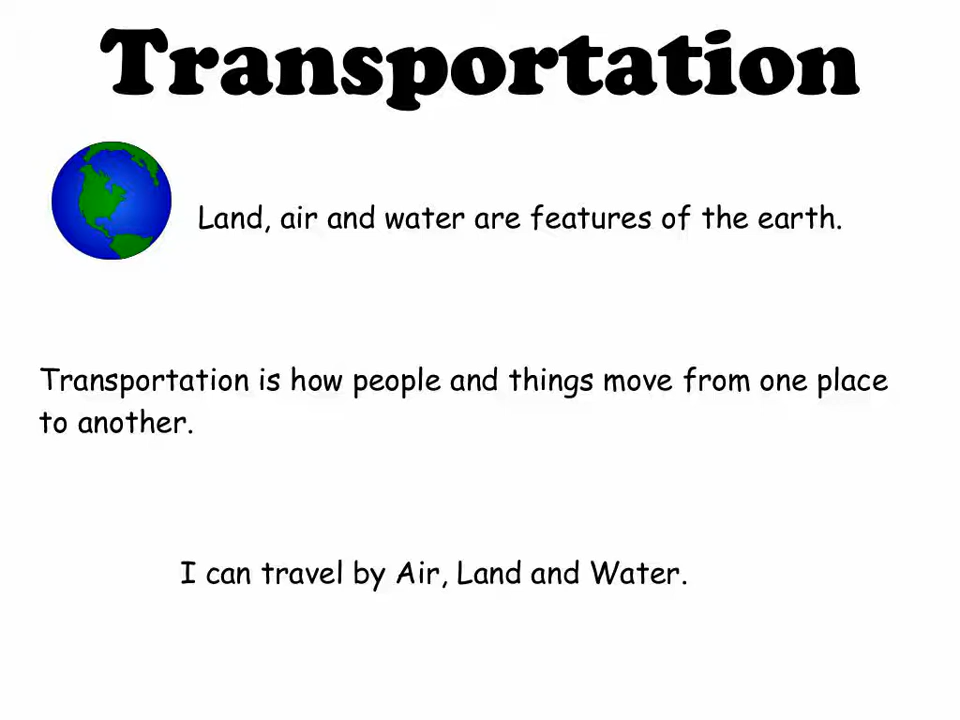 Transportation
Land, air and water are features of the earth.
Transportation is how people and things move from one place
to another.
I can travel by Air, Land and Water.